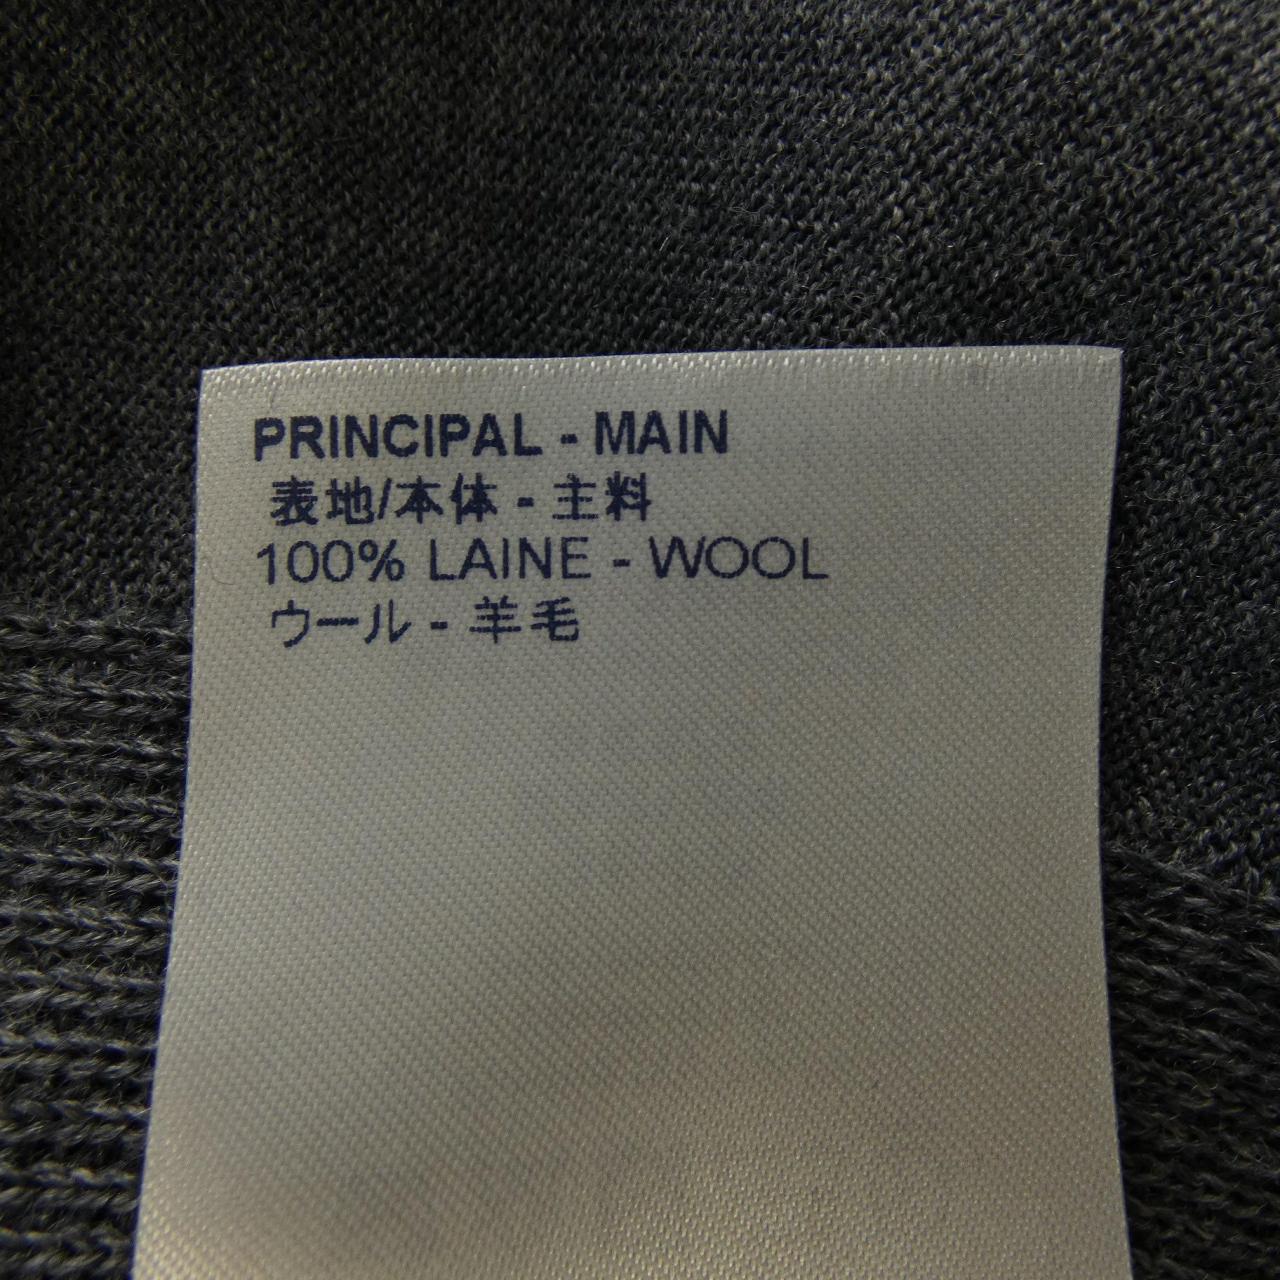 PRINCIPAL - MAIN
表地/本体 - 主料
100% LAINE - WOOL
ウール - 羊毛